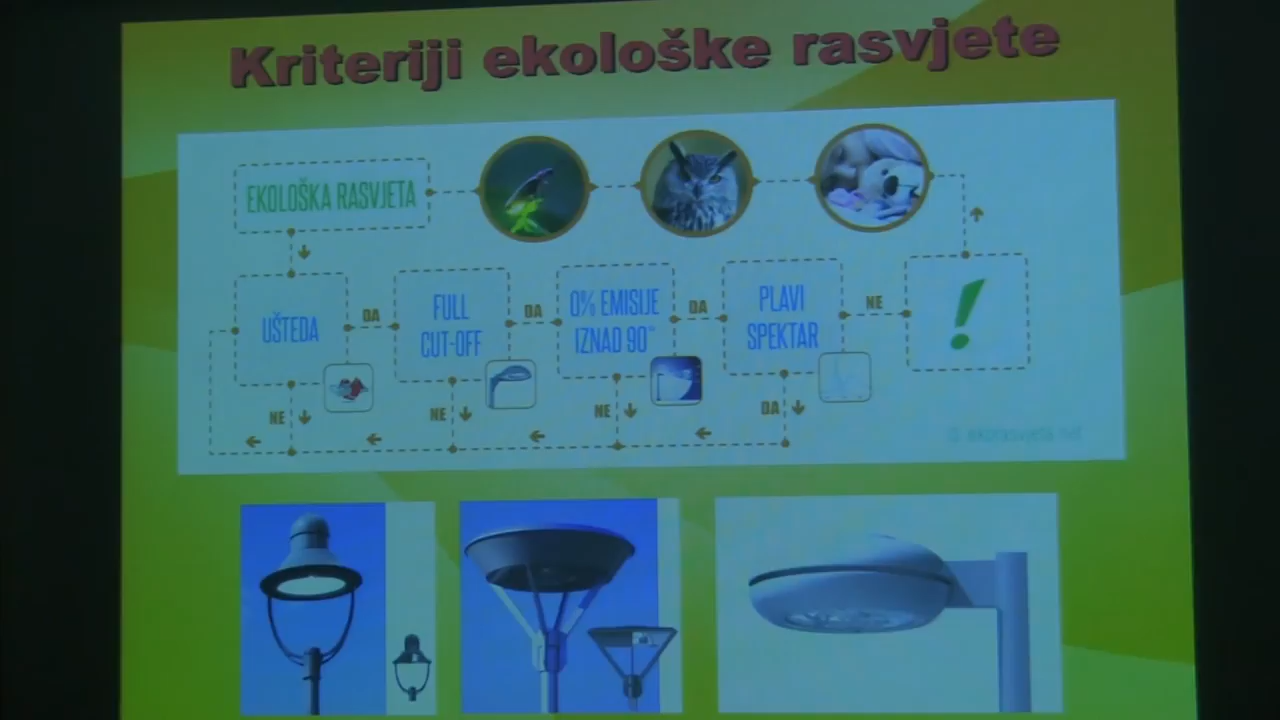 Kriteriji ekološke rasvjete
EKOLOŠKA RASVJETA
UŠTEDA
DA
FULL
CUT-OFF
DA
0% EMISIJE
IZNAD 90°
DA
PLAVI
SPEKTAR
NE
!
NE
NE
NE
DA